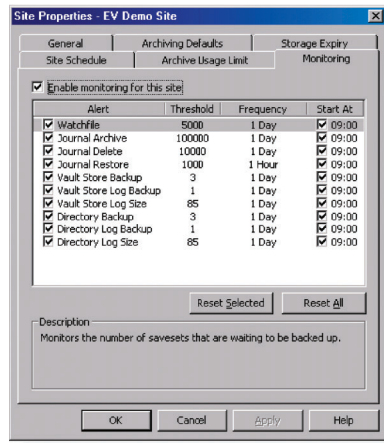 Site Properties - EV Demo Site
General Archiving Defaults Storage Expiry
Site Schedule Archive Usage Limit Monitoring
Enable monitoring for this site
Alert Threshold Frequency Start At
Watchfile 5000 1 Day 09:00
Journal Archive 100000 1 Day 09:00
Journal Delete 10000 1 Day 09:00
Journal Restore 1000 1 Hour 09:00
Vault Store Backup 3 1 Day 09:00
Vault Store Log Backup 1 1 Day 09:00
Vault Store Log Size 85 1 Day 09:00
Directory Backup 3 1 Day 09:00
Directory Log Backup 1 1 Day 09:00
Directory Log Size 85 1 Day 09:00
Reset Selected Reset All
Description
Monitors the number of savesets that are waiting to be backed up.
OK Cancel Apply Help